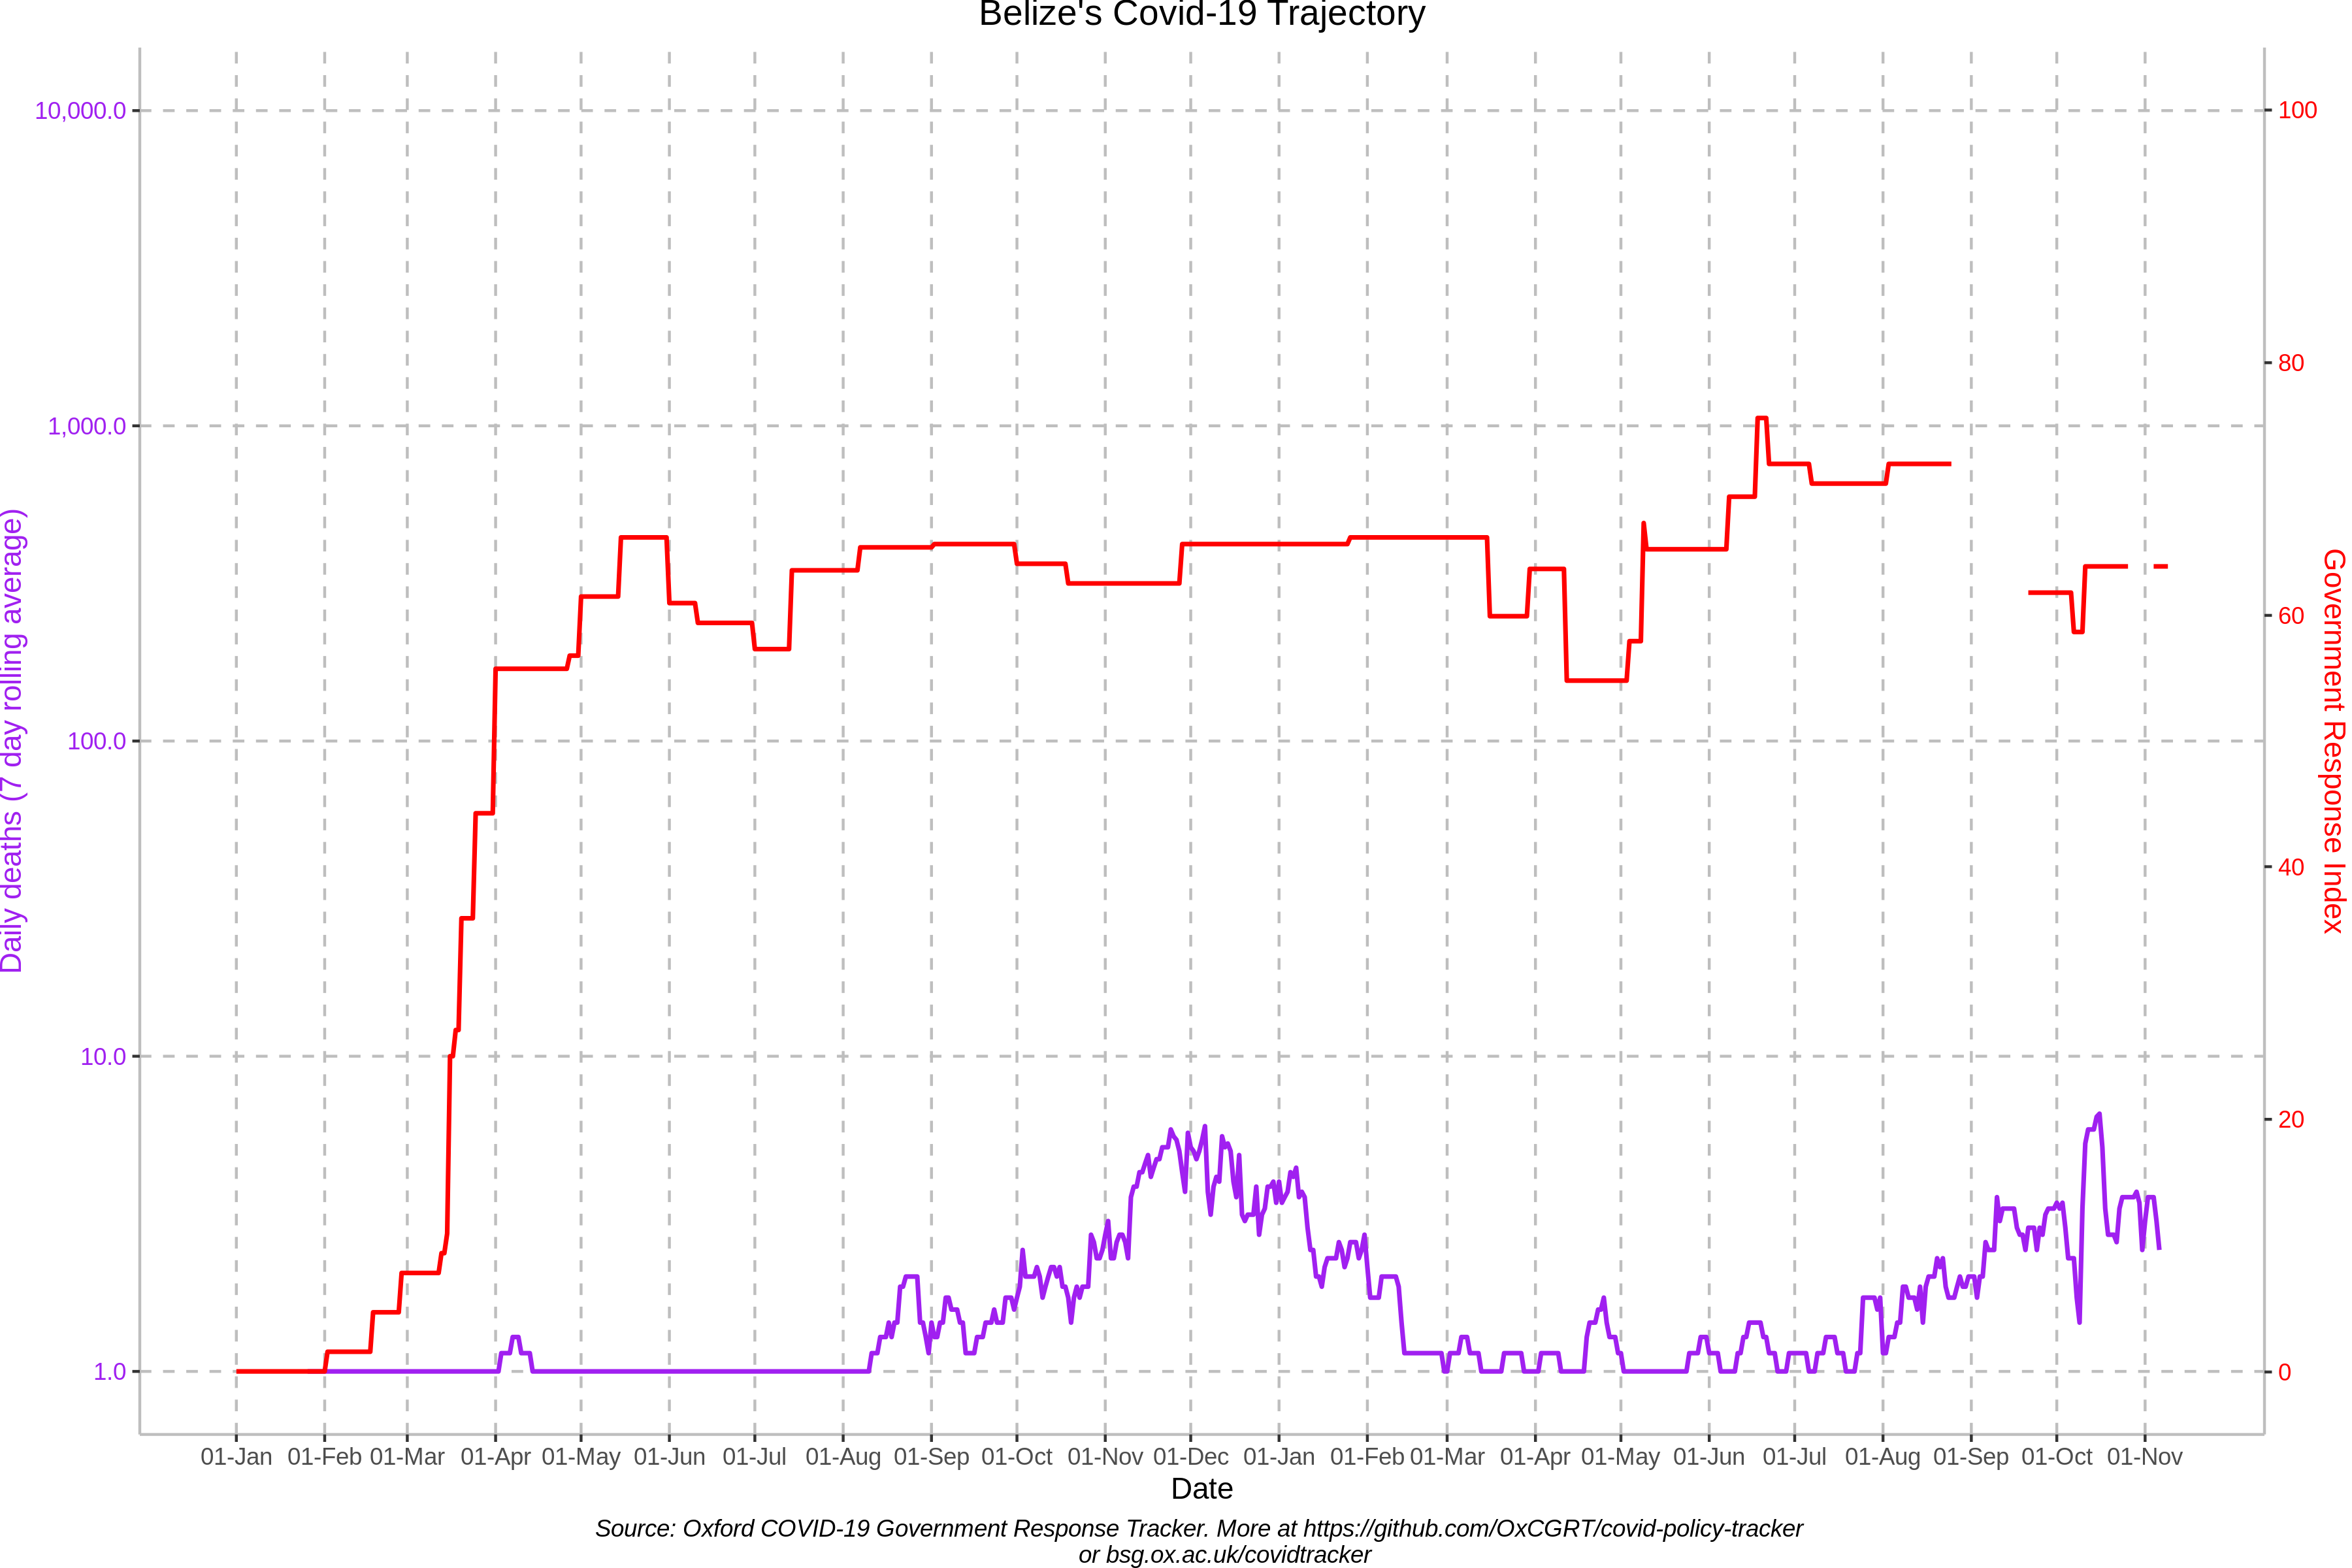 Belize's Covid-19 Trajectory
10,000.0
1,000.0
100.0
10.0
1.0
Daily deaths (7 day rolling average)
100
80
60
40
20
0
Government Response Index
01-Jan 01-Feb 01-Mar 01-Apr 01-May 01-Jun 01-Jul 01-Aug 01-Sep 01-Oct 01-Nov 01-Dec 01-Jan 01-Feb 01-Mar 01-Apr 01-May 01-Jun 01-Jul 01-Aug 01-Sep 01-Oct 01-Nov
Date
Source: Oxford COVID-19 Government Response Tracker. More at https://github.com/OxCGRT/covid-policy-tracker
or bsg.ox.ac.uk/covidtracker